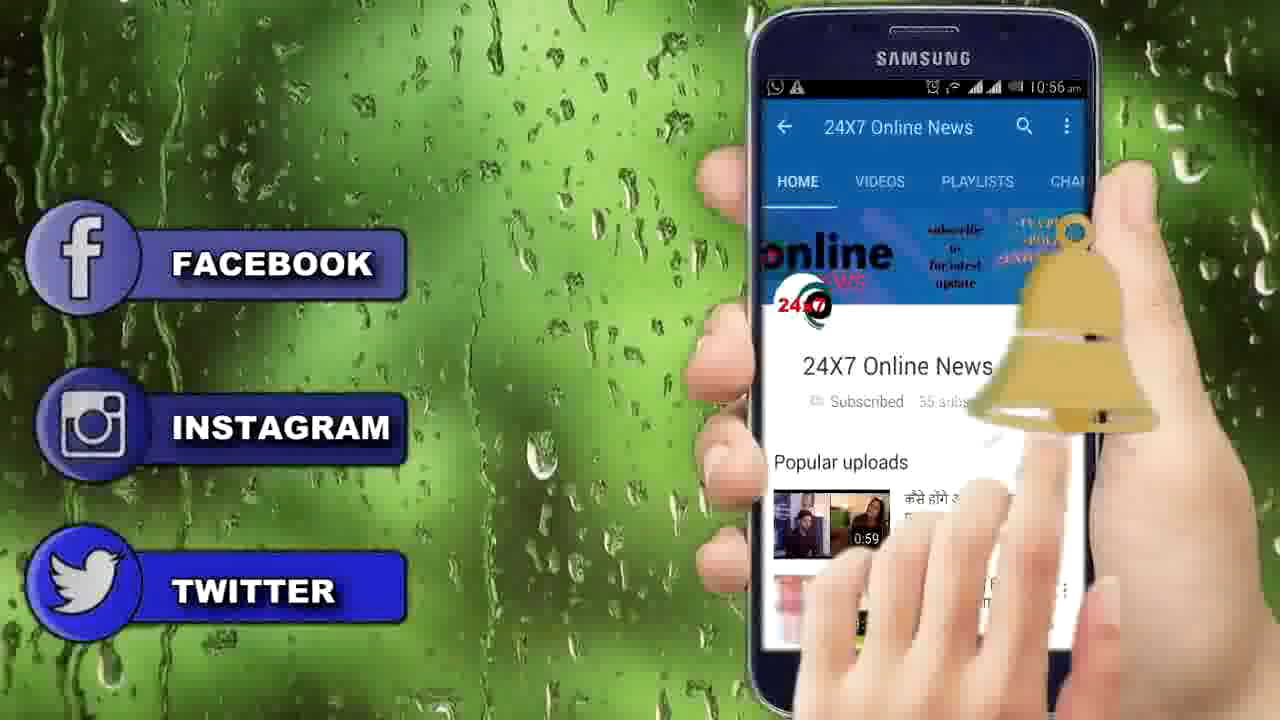 FACEBOOK
INSTAGRAM
TWITTER
SAMSUNG
10:56 am
24X7 Online News
HOME VIDEOS PLAYLISTS CHA
online
subscribe
to
for latest
update
24x7
24X7 Online News
Subscribed
Popular uploads
कैसे होंगे
0:59